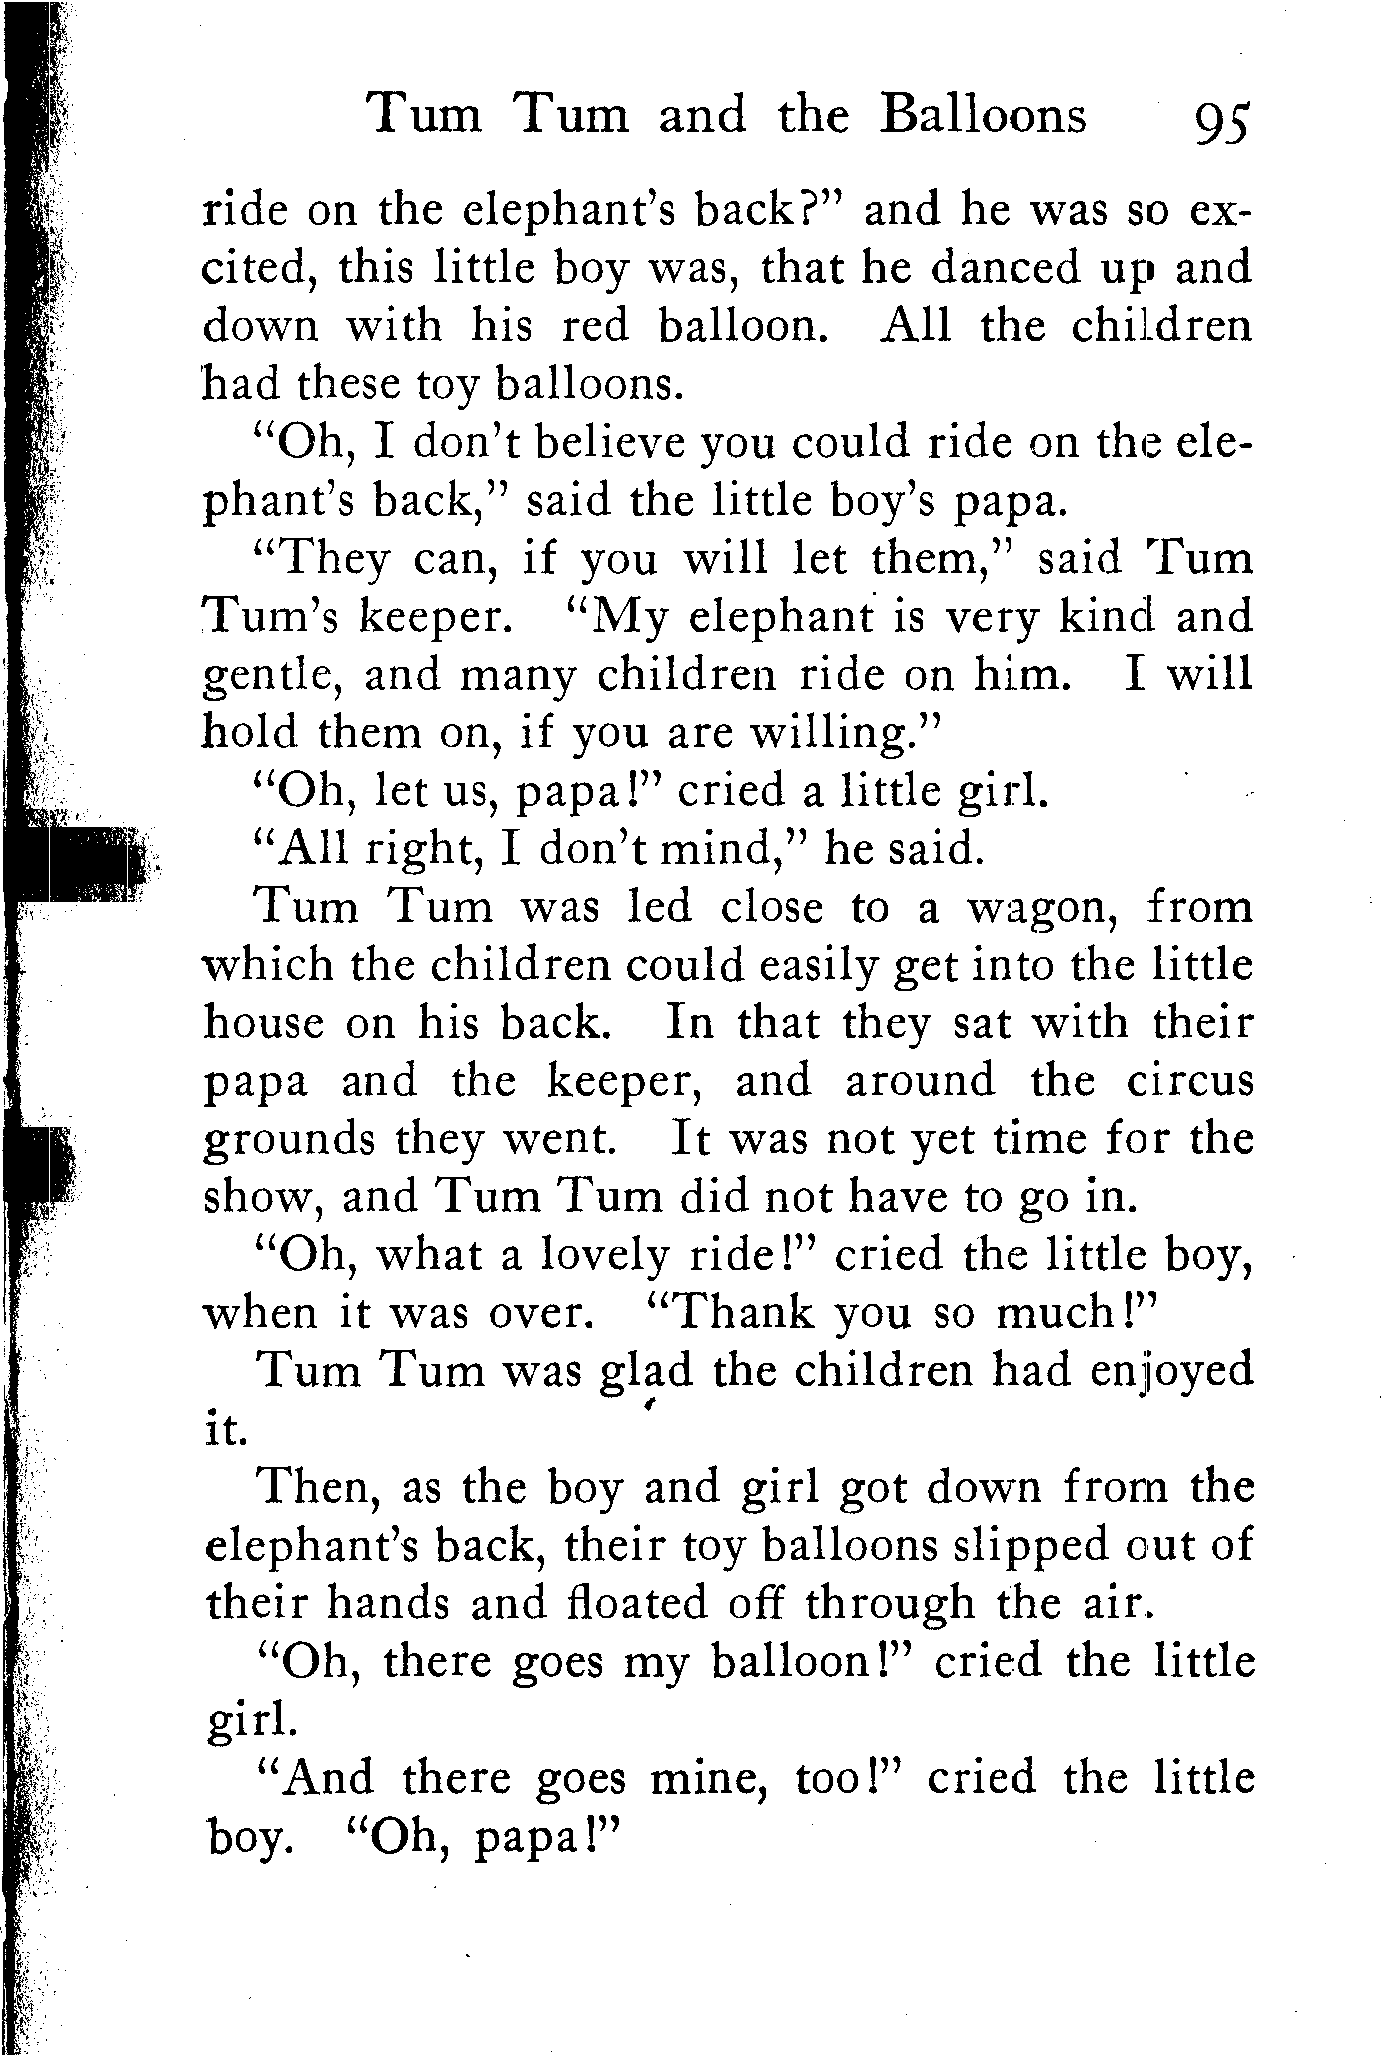 Tum Tum and the Balloons 95
ride on the elephant's back?" and he was so ex-
cited, this little boy was, that he danced up and
down with his red balloon. All the children
had these toy balloons.
"Oh, I don't believe you could ride on the ele-
phant's back," said the little boy's papa.
"They can, if you will let them," said Tum
Tum's keeper. "My elephant is very kind and
gentle, and many children ride on him. I will
hold them on, if you are willing."
"Oh, let us, papa!" cried a little girl.
"All right, I don't mind," he said.
Tum Tum was led close to a wagon, from
which the children could easily get into the little
house on his back. In that they sat with their
papa and the keeper, and around the circus
grounds they went. It was not yet time for the
show, and Tum Tum did not have to go in.
"Oh, what a lovely ride!" cried the little boy,
when it was over. "Thank you so much!"
Tum Tum was glad the children had enjoyed
it.
Then, as the boy and girl got down from the
elephant's back, their toy balloons slipped out of
their hands and floated off through the air.
"Oh, there goes my balloon!" cried the little
girl.
"And there goes mine, too!" cried the little
boy. "Oh, papa!"